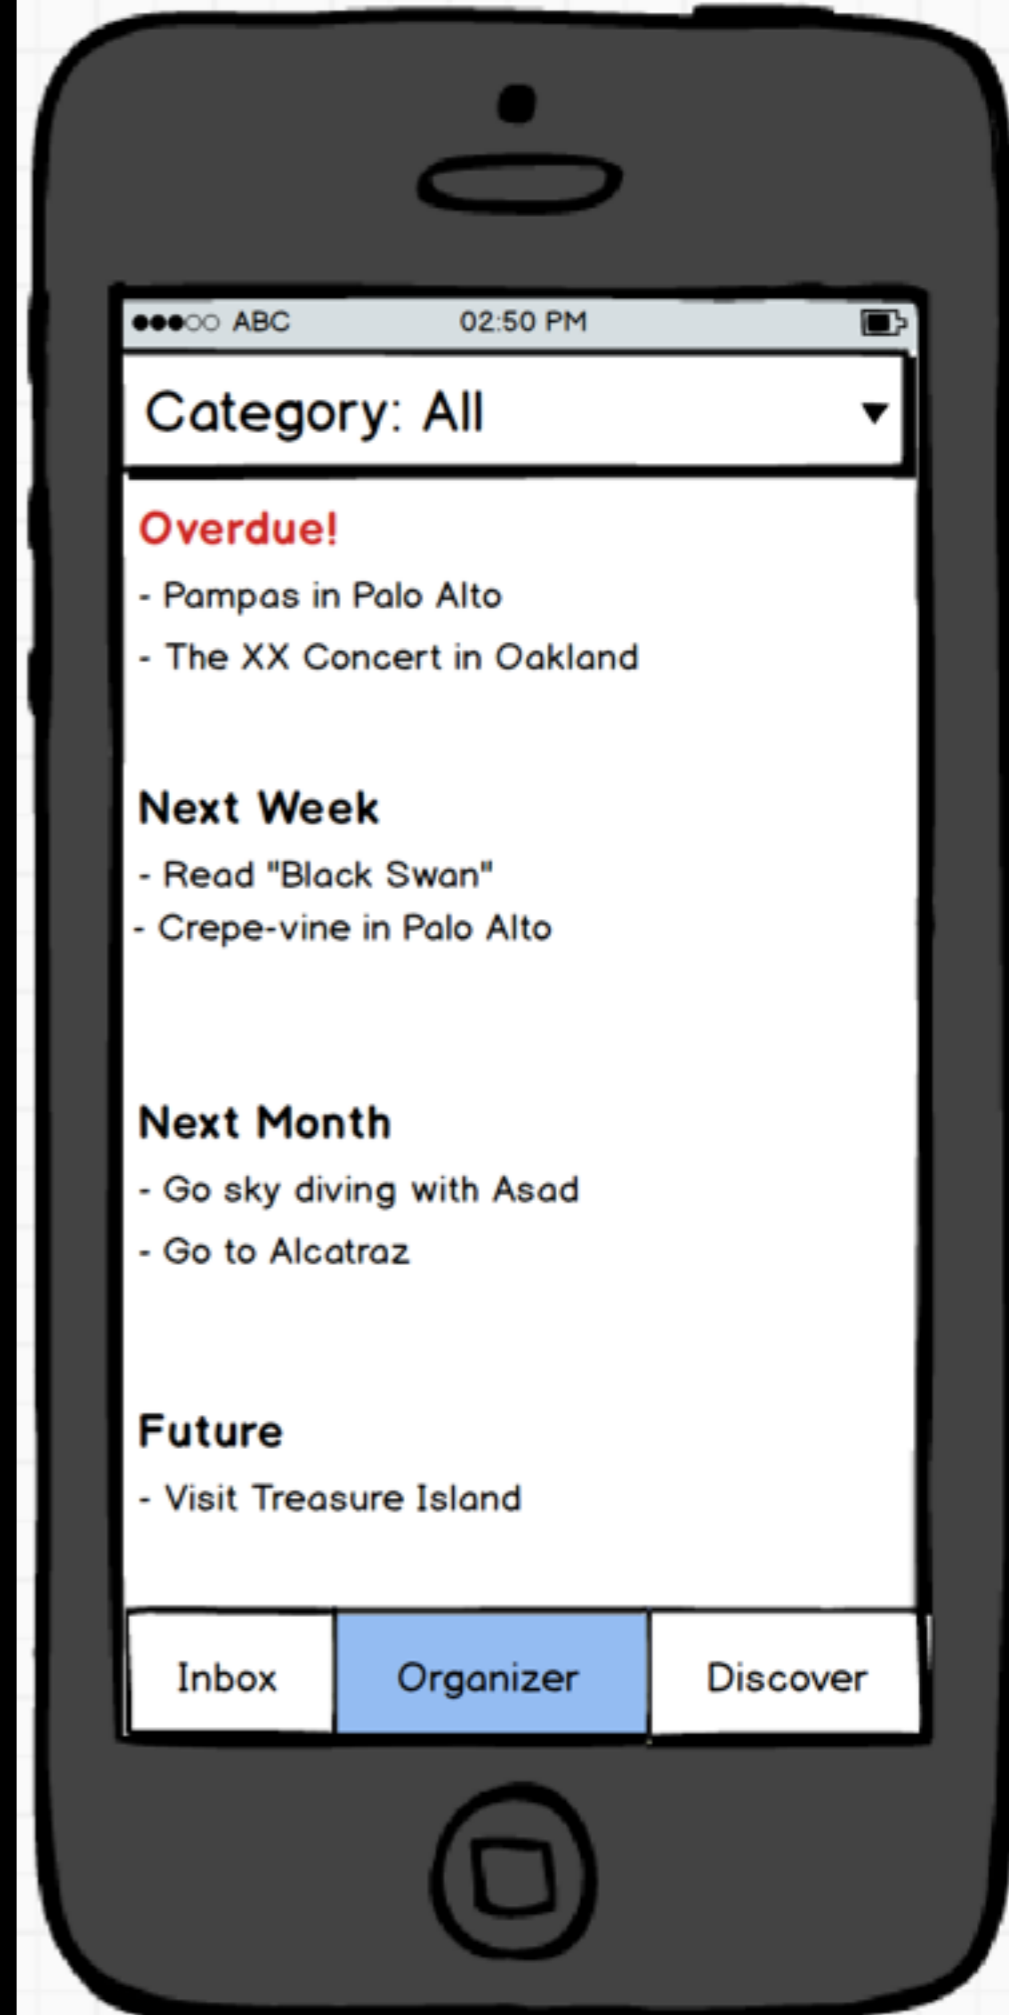 ABC 02:50 PM
Category: All
Overdue!
- Pampas in Palo Alto
- The XX Concert in Oakland
Next Week
- Read "Black Swan"
- Crepe-vine in Palo Alto
Next Month
- Go sky diving with Asad
- Go to Alcatraz
Future
- Visit Treasure Island
Inbox Organizer Discover